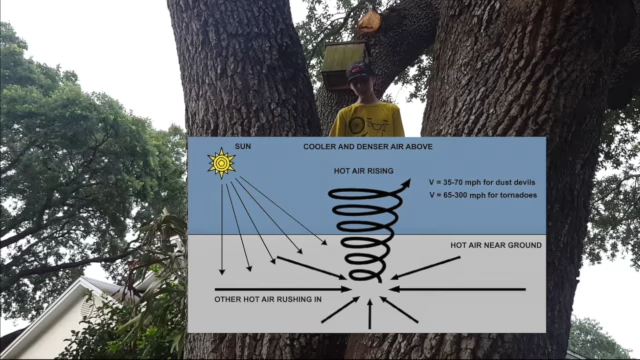 SUN
COOLER AND DENSER AIR ABOVE
HOT AIR RISING
V = 35-70 mph for dust devils
V = 65-300 mph for tornadoes
HOT AIR NEAR GROUND
OTHER HOT AIR RUSHING IN